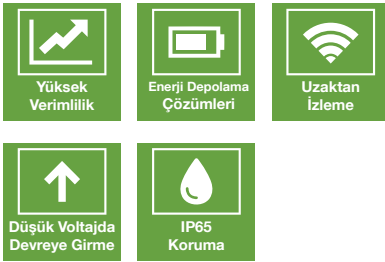 Yüksek
Verimlilik
Enerji Depolama
Çözümleri
Uzaktan
İzleme
Düşük Voltajda
Devreye Girme
IP65
Koruma